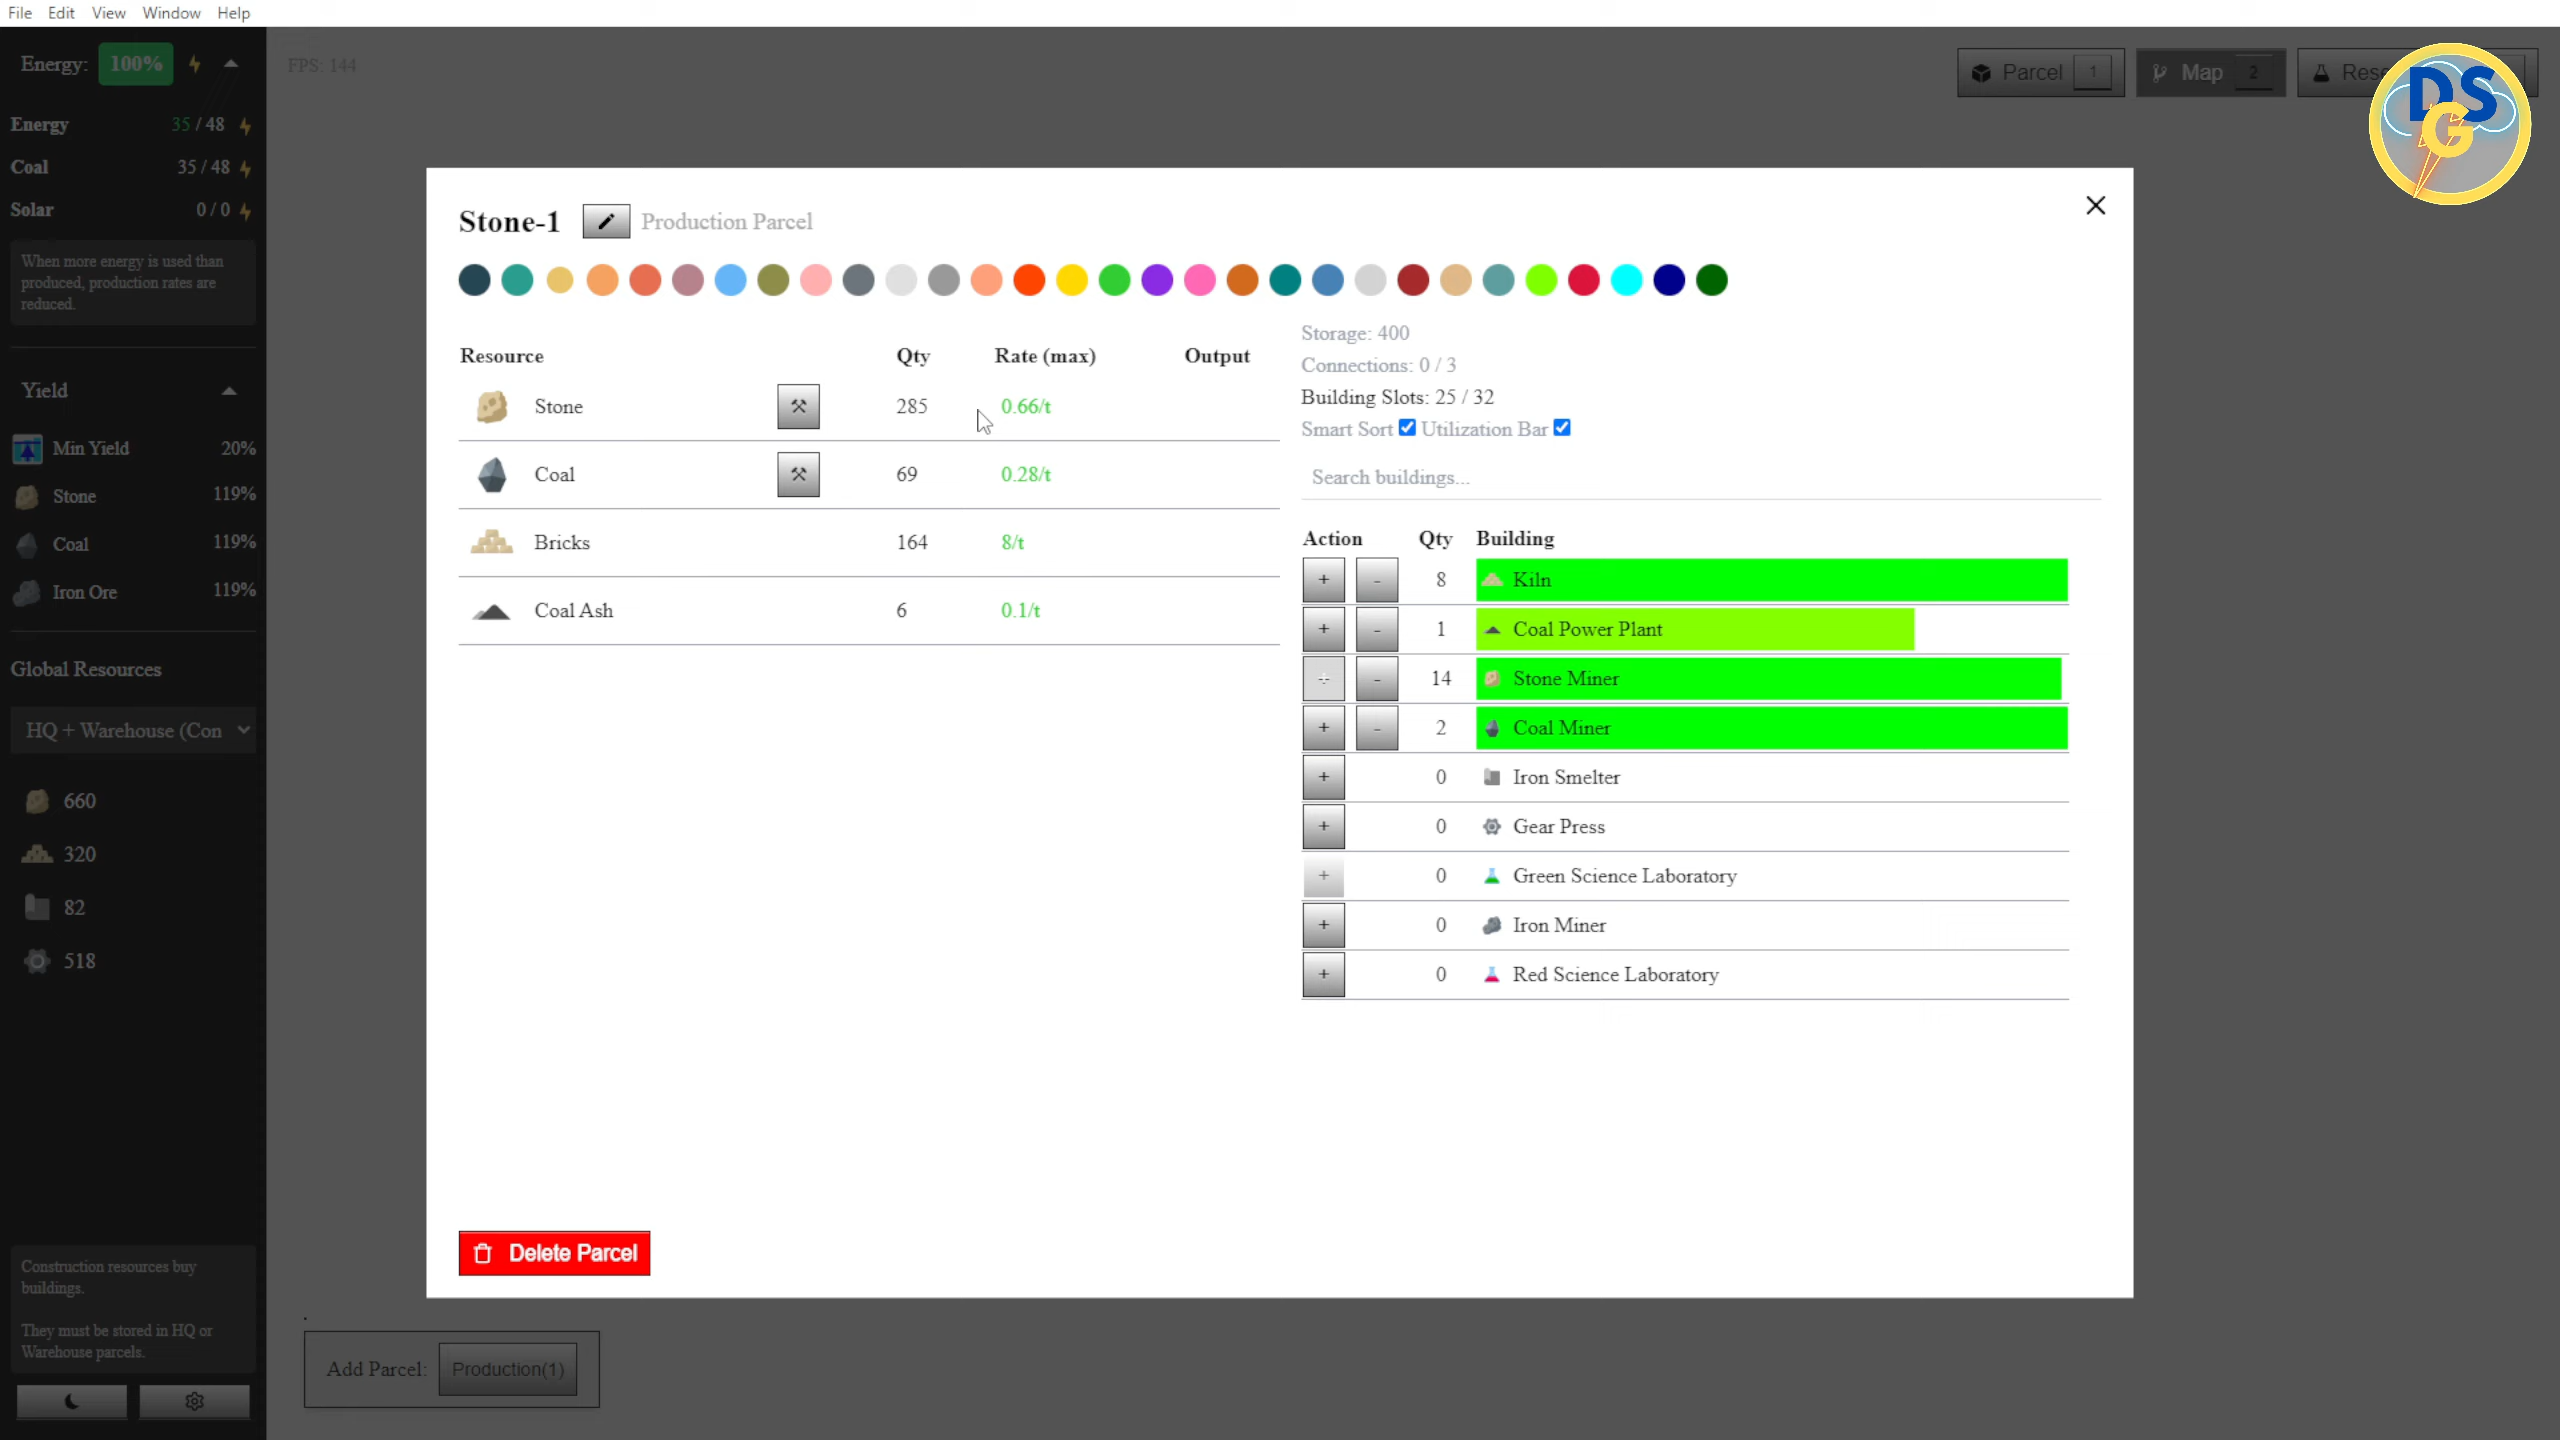 File Edit View Window Help
Energy: 100%
FPS: 144
Parcel 1
Map 2
DSG
Energy 35 / 48
Coal 35 / 48
Solar 0 / 0
When more energy is used than
produced, production rates are
reduced.
Yield
Min Yield 20%
Stone 119%
Coal 119%
Iron Ore 119%
Global Resources
HQ + Warehouse (Con
660
320
82
518
Construction resources buy
buildings.
They must be stored in HQ or
Warehouse parcels.
Stone-1 Production Parcel
Resource Qty Rate (max) Output
Stone 285 0.66/t
Coal 69 0.28/t
Bricks 164 8/t
Coal Ash 6 0.1/t
Delete Parcel
Storage: 400
Connections: 0 / 3
Building Slots: 25 / 32
Smart Sort Utilization Bar
Search buildings...
Action Qty Building
+ - 8 Kiln
+ - 1 Coal Power Plant
+ - 14 Stone Miner
+ - 2 Coal Miner
+ 0 Iron Smelter
+ 0 Gear Press
+ 0 Green Science Laboratory
+ 0 Iron Miner
+ 0 Red Science Laboratory
Add Parcel: Production(1)